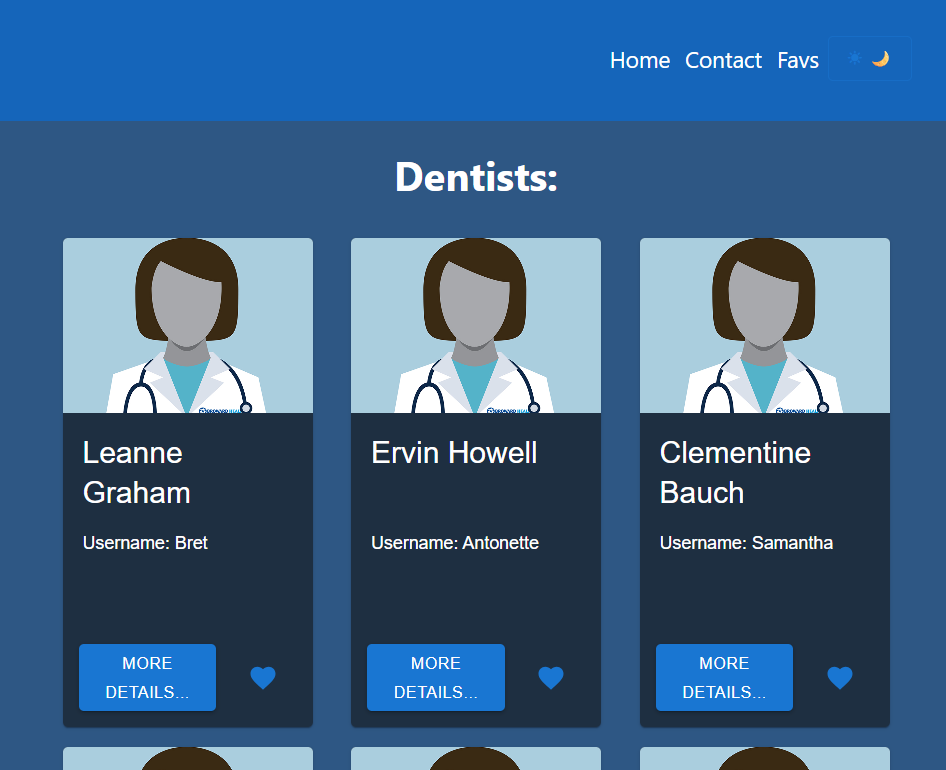 Home Contact Favs
Dentists:
Leanne
Graham
Username: Bret
MORE
DETAILS...
Ervin Howell
Username: Antonette
MORE
DETAILS...
Clementine
Bauch
Username: Samantha
MORE
DETAILS...